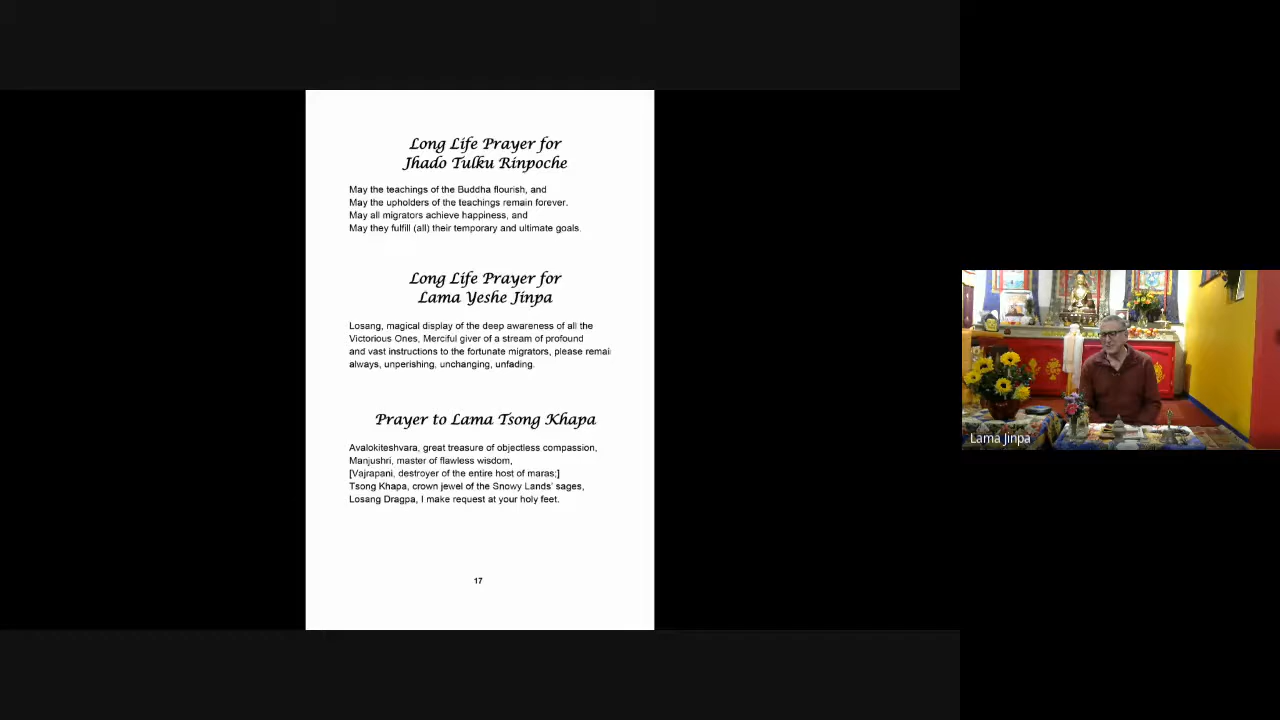 Long Life Prayer for
Jhado Tulku Rinpoche
May the teachings of the Buddha flourish, and
May the upholders of the teachings remain forever.
May all migrators achieve happiness, and
May they fulfill (all) their temporary and ultimate goals.
Long Life Prayer for
Lama Yeshe Jinpa
Losang, magical display of the deep awareness of all the
Victorious Ones, Merciful giver of a stream of profound
and vast instructions to the fortunate migrators, please remai
always, unperishing, unchanging, unfading.
Prayer to Lama Tsong Khapa
Avalokiteshvara, great treasure of objectless compassion,
Manjushri, master of flawless wisdom,
[Vajrapani, destroyer of the entire host of maras;]
Tsong Khapa, crown jewel of the Snowy Lands' sages,
Losang Dragpa, I make request at your holy feet.
17
Lama Jinpa